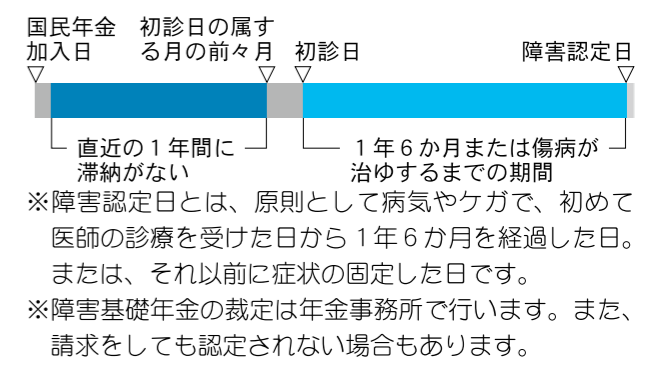 国民年金 初診日の属す
加入日 る月の前々月 初診日 障害認定日
▽ ▽ ▽ ▽
直近の１年間に １年６か月または傷病が
滞納がない 治ゆするまでの期間
※障害認定日とは、原則として病気やケガで、初めて
医師の診療を受けた日から１年６か月を経過した日。
または、それ以前に症状の固定した日です。
※障害基礎年金の裁定は年金事務所で行います。また、
請求をしても認定されない場合もあります。